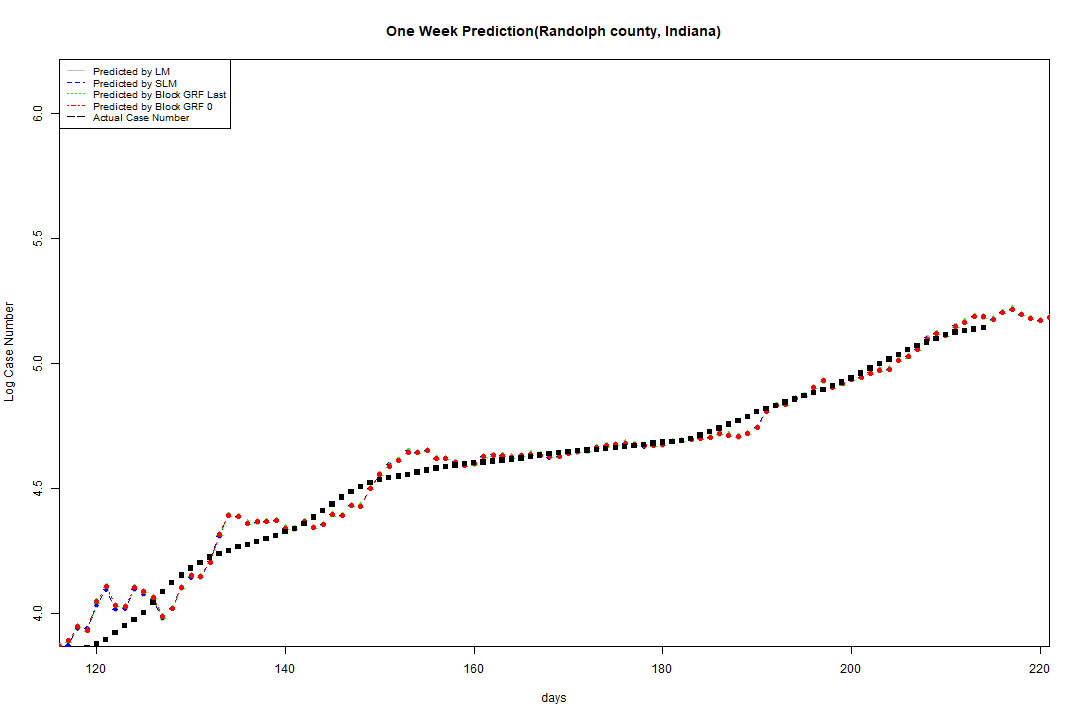 One Week Prediction(Randolph county, Indiana)
Predicted by LM
Predicted by SLM
Predicted by Block GRF Last
Predicted by Block GRF 0
Actual Case Number
6.0
5.5
5.0
4.5
4.0
Log Case Number
120 140 160 180 200 220
days